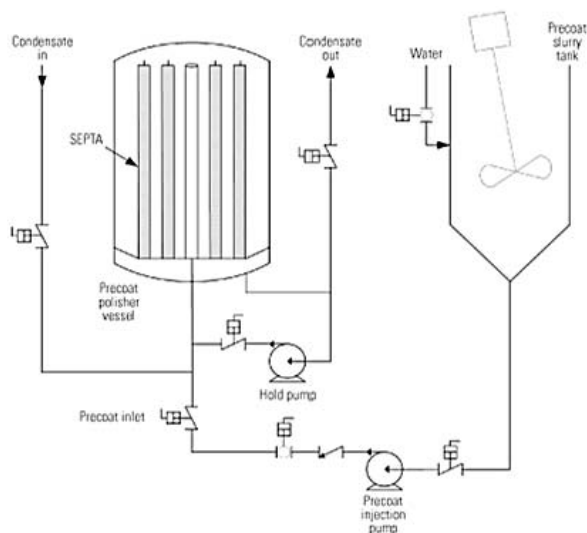 Condensate
in
Condensate
out
Water
Precoat
slurry
tank
SEPTA
Precoat
polisher
vessel
Hold pump
Precoat inlet
Precoat
injection
pump